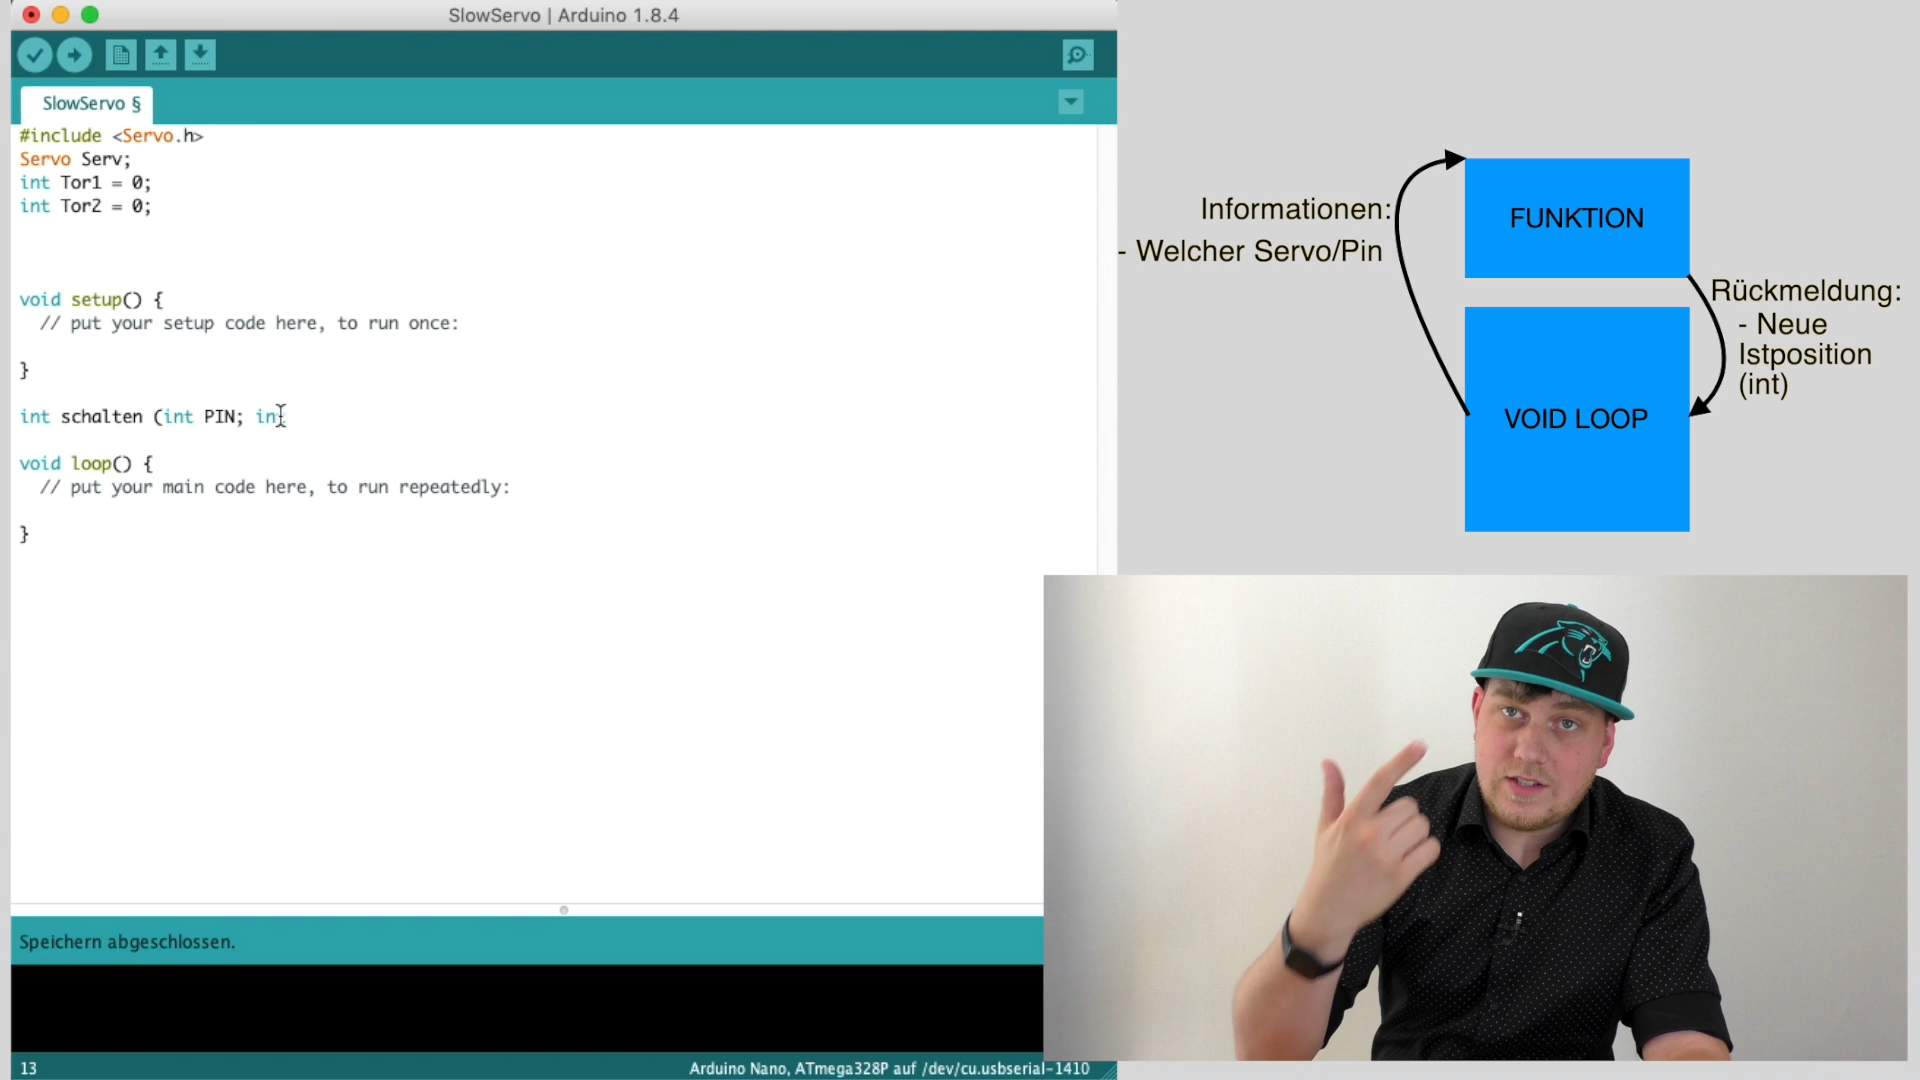 SlowServo | Arduino 1.8.4
SlowServo §
#include <Servo.h>
Servo Serv;
int Tor1 = 0;
int Tor2 = 0;
void setup() {
// put your setup code here, to run once:
}
int schalten (int PIN; int
void loop() {
// put your main code here, to run repeatedly:
}
Speichern abgeschlossen.
13
Arduino Nano, ATmega328P auf /dev/cu.usbserial-1410
Informationen:
- Welcher Servo/Pin
FUNKTION
Rückmeldung:
- Neue
Istposition
(int)
VOID LOOP